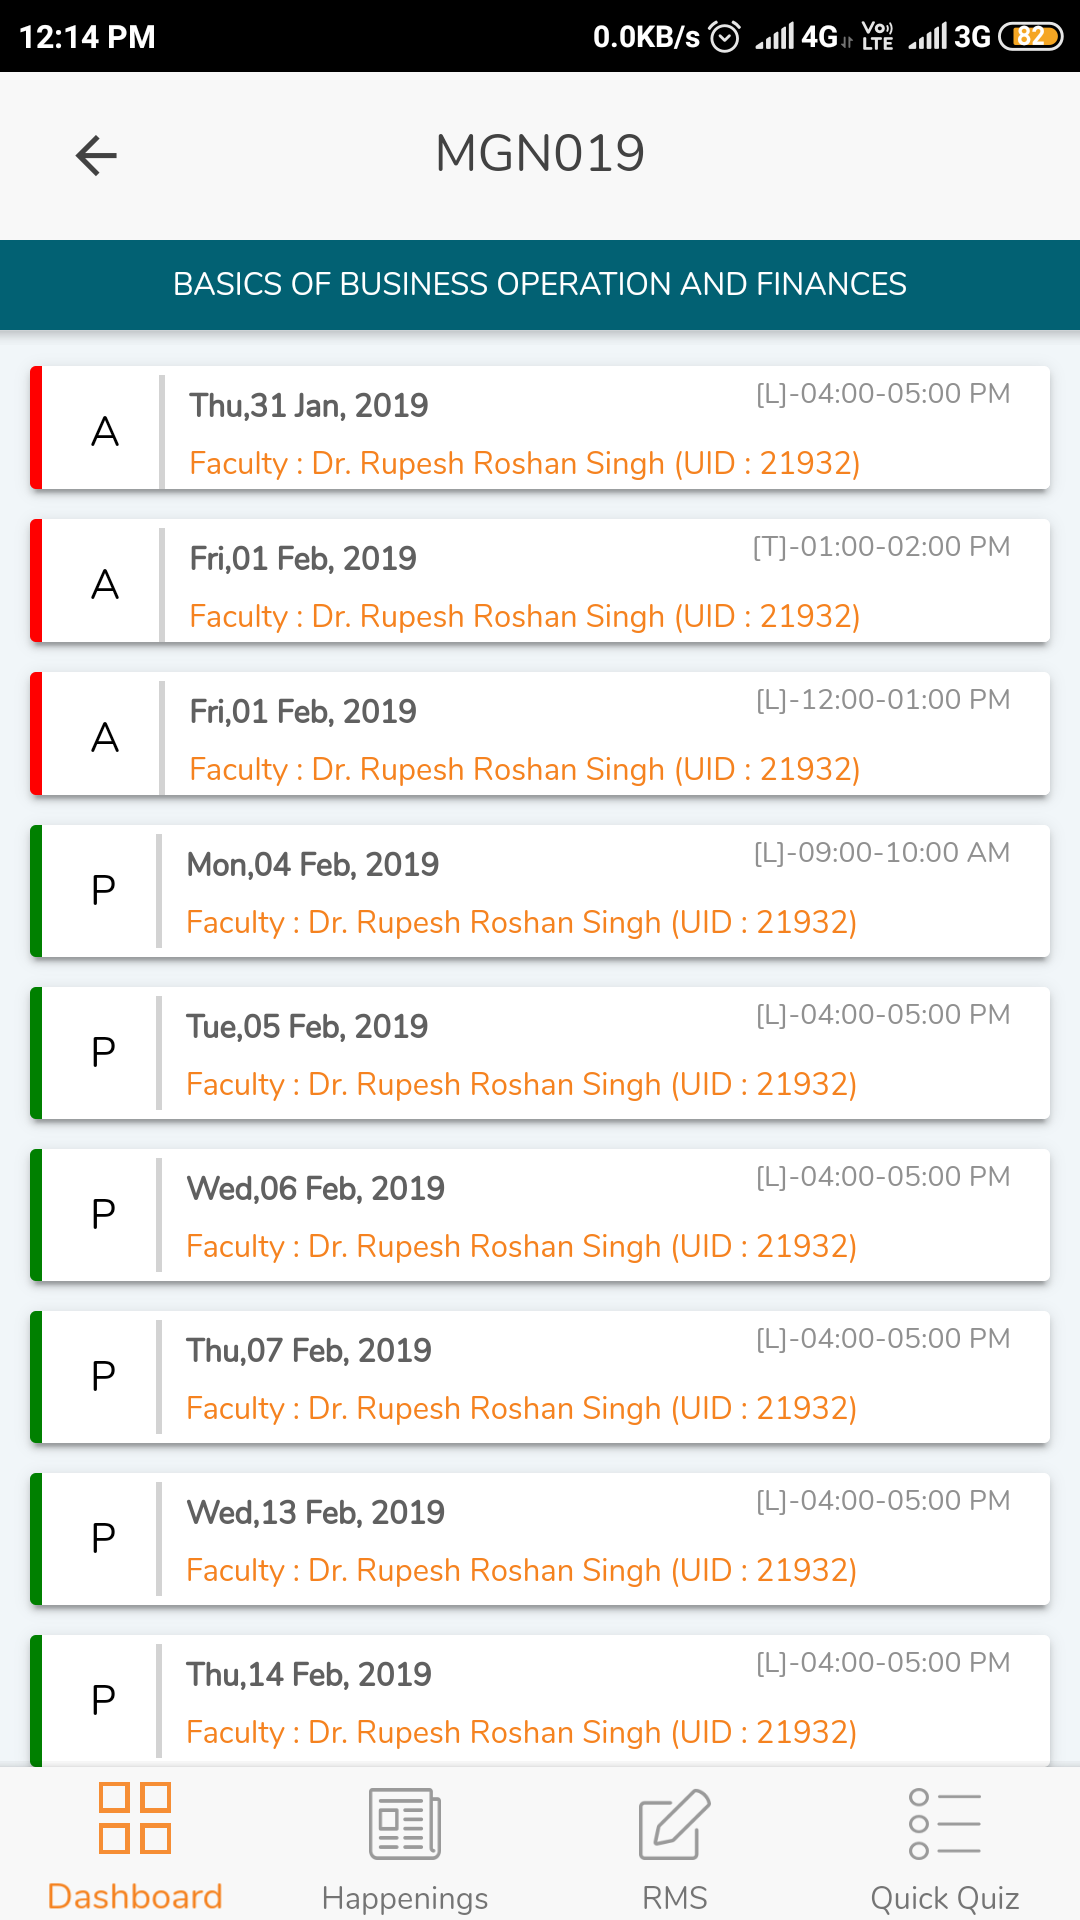 12:14 PM 0.0KB/s 4G VoLTE 3G 82
MGN019
BASICS OF BUSINESS OPERATION AND FINANCES
A Thu,31 Jan, 2019 [L]-04:00-05:00 PM
Faculty : Dr. Rupesh Roshan Singh (UID : 21932)
A Fri,01 Feb, 2019 [T]-01:00-02:00 PM
Faculty : Dr. Rupesh Roshan Singh (UID : 21932)
A Fri,01 Feb, 2019 [L]-12:00-01:00 PM
Faculty : Dr. Rupesh Roshan Singh (UID : 21932)
P Mon,04 Feb, 2019 [L]-09:00-10:00 AM
Faculty : Dr. Rupesh Roshan Singh (UID : 21932)
P Tue,05 Feb, 2019 [L]-04:00-05:00 PM
Faculty : Dr. Rupesh Roshan Singh (UID : 21932)
P Wed,06 Feb, 2019 [L]-04:00-05:00 PM
Faculty : Dr. Rupesh Roshan Singh (UID : 21932)
P Thu,07 Feb, 2019 [L]-04:00-05:00 PM
Faculty : Dr. Rupesh Roshan Singh (UID : 21932)
P Wed,13 Feb, 2019 [L]-04:00-05:00 PM
Faculty : Dr. Rupesh Roshan Singh (UID : 21932)
P Thu,14 Feb, 2019 [L]-04:00-05:00 PM
Faculty : Dr. Rupesh Roshan Singh (UID : 21932)
Dashboard Happenings RMS Quick Quiz